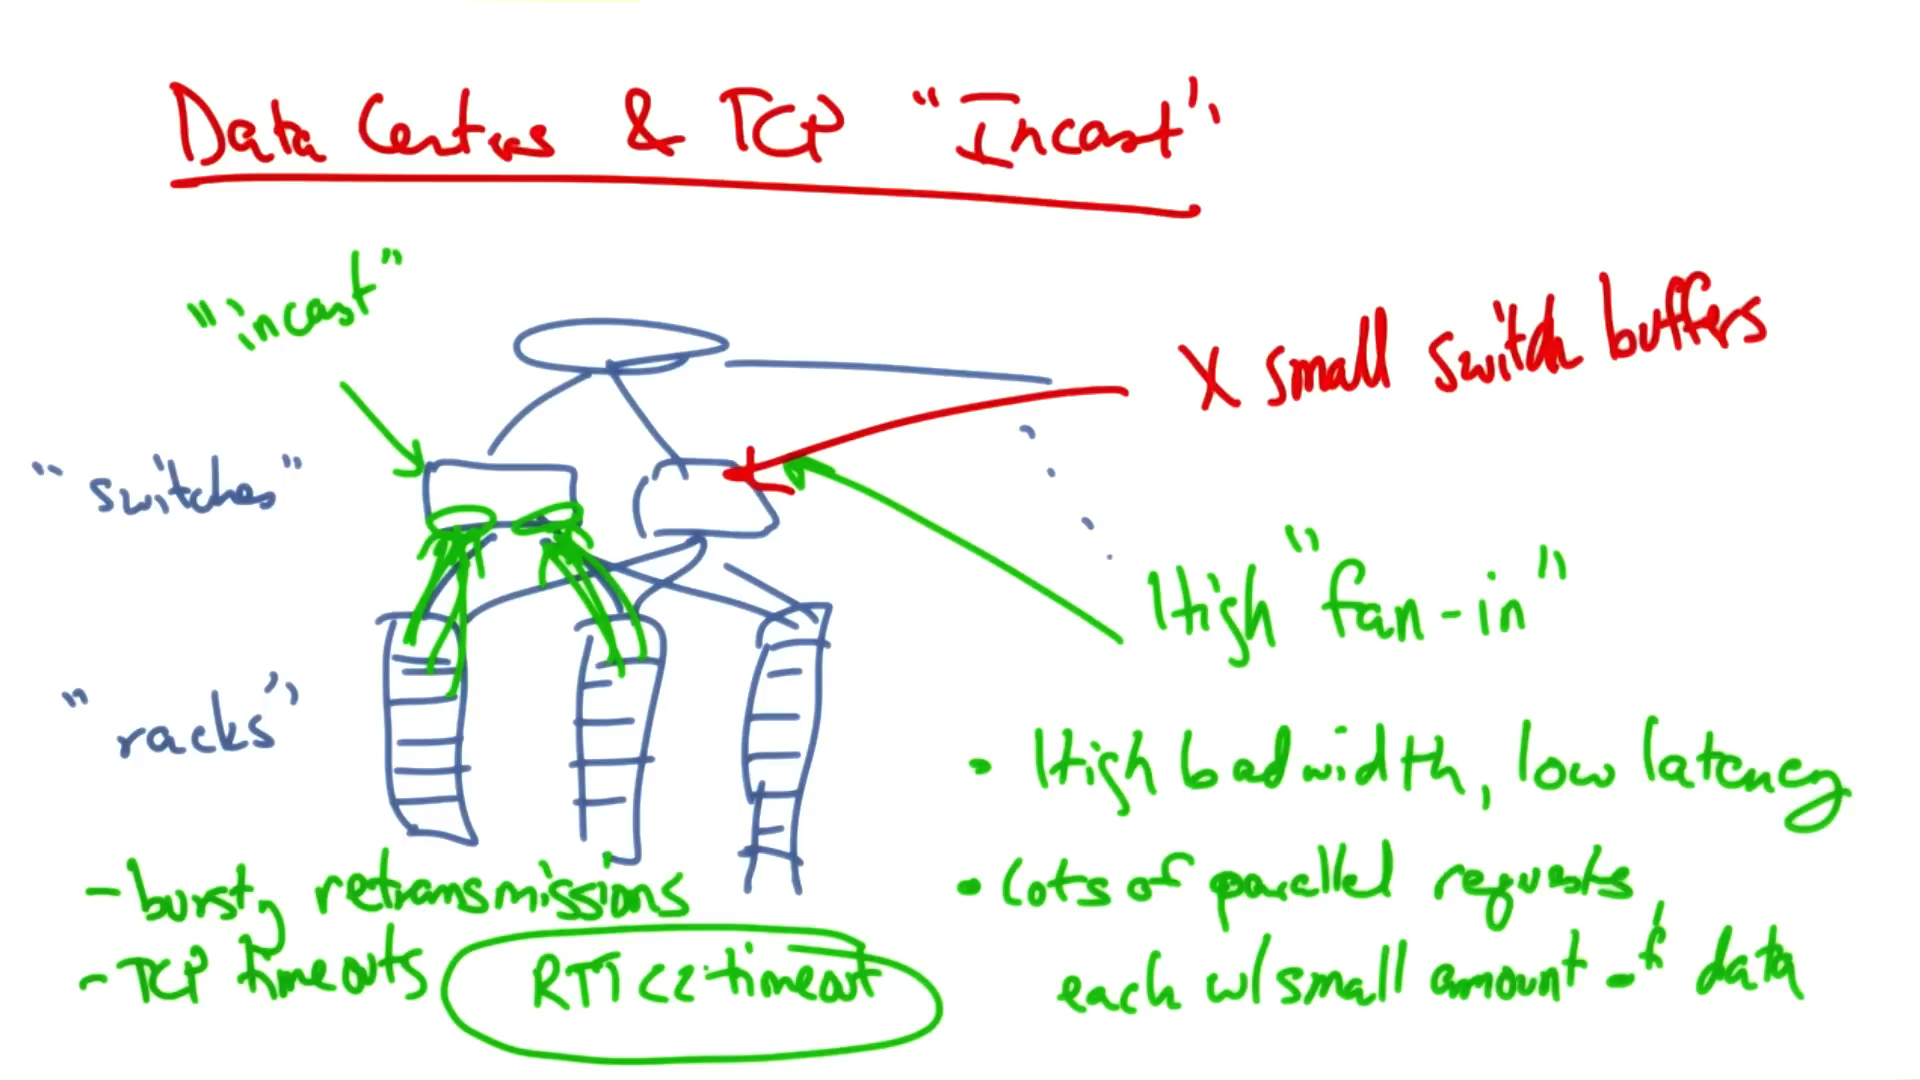 Data Centers & TCP "Incast"
"incast"
X small switch buffers
"switches"
High "fan-in"
"racks"
• High badwidth, low latency
- bursty retransmissions
• Lots of parallel requests,
- TCP timeouts
RTT << timeout
each w/ small amount of data